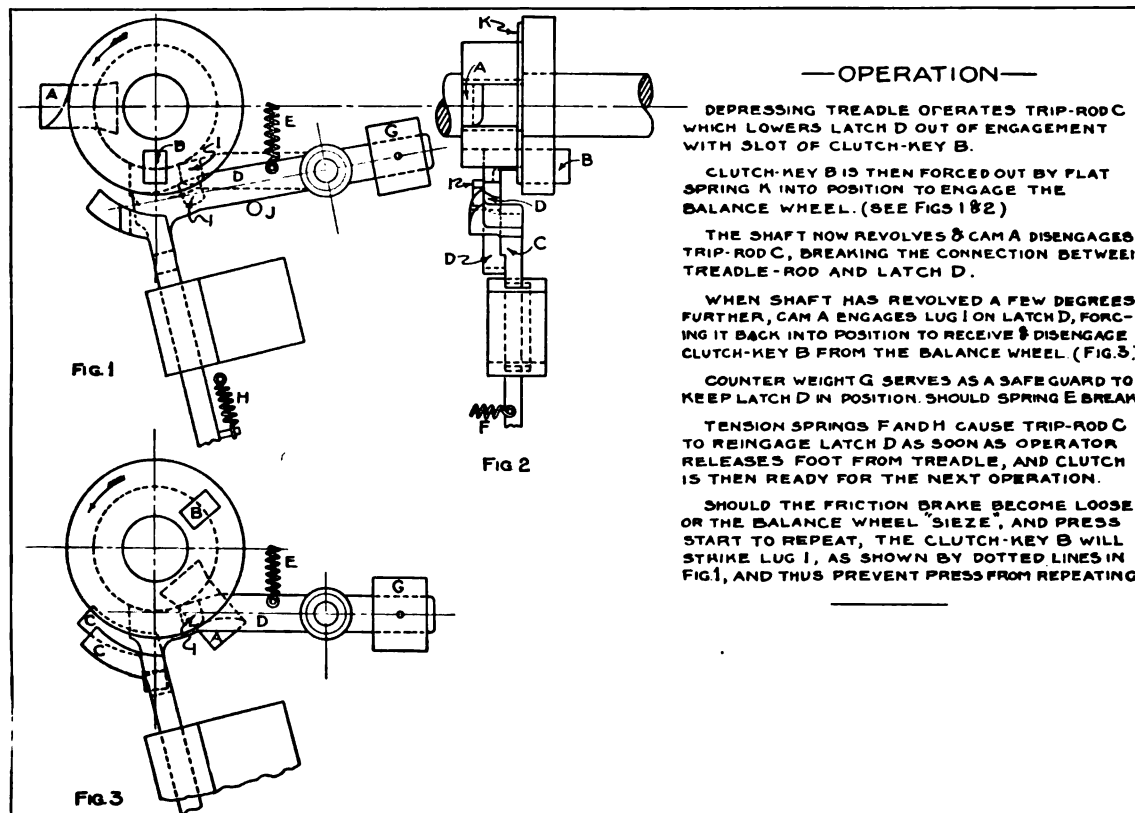 A
B
I
D
E
G
I
J
H
FIG. 1
K
A
B
I
D
C
D
F
FIG 2
B
E
G
C
D
A
I
C
FIG. 3
—OPERATION—
DEPRESSING TREADLE OPERATES TRIP-ROD C
WHICH LOWERS LATCH D OUT OF ENGAGEMENT
WITH SLOT OF CLUTCH-KEY B.
CLUTCH-KEY B IS THEN FORCED OUT BY FLAT
SPRING K INTO POSITION TO ENGAGE THE
BALANCE WHEEL. (SEE FIGS 1 & 2)
THE SHAFT NOW REVOLVES & CAM A DISENGAGES
TRIP-ROD C, BREAKING THE CONNECTION BETWEEN
TREADLE-ROD AND LATCH D.
WHEN SHAFT HAS REVOLVED A FEW DEGREES
FURTHER, CAM A ENGAGES LUG I ON LATCH D, FORC-
ING IT BACK INTO POSITION TO RECEIVE & DISENGAGE
CLUTCH-KEY B FROM THE BALANCE WHEEL. (FIG. 3)
COUNTER WEIGHT G SERVES AS A SAFEGUARD TO
KEEP LATCH D IN POSITION. SHOULD SPRING E BREAK
TENSION SPRINGS F AND H CAUSE TRIP-ROD C
TO REINGAGE LATCH D AS SOON AS OPERATOR
RELEASES FOOT FROM TREADLE, AND CLUTCH
IS THEN READY FOR THE NEXT OPERATION.
SHOULD THE FRICTION BRAKE BECOME LOOSE
OR THE BALANCE WHEEL "SIEZE", AND PRESS
START TO REPEAT, THE CLUTCH-KEY B WILL
STRIKE LUG I, AS SHOWN BY DOTTED LINES IN
FIG. 1, AND THUS PREVENT PRESS FROM REPEATING